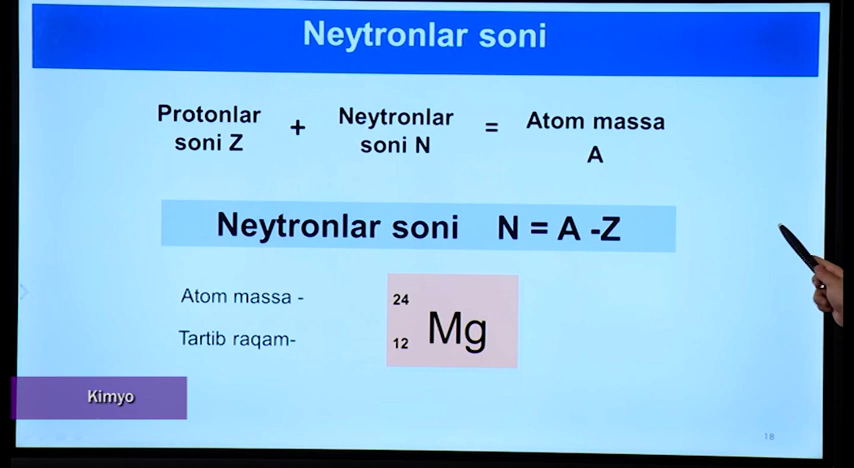 Neytronlar soni
Protonlar
soni Z
+
Neytronlar
soni N
=
Atom massa
A
Neytronlar soni N = A -Z
Atom massa -
24
Mg
Tartib raqam-
12
Kimyo
18